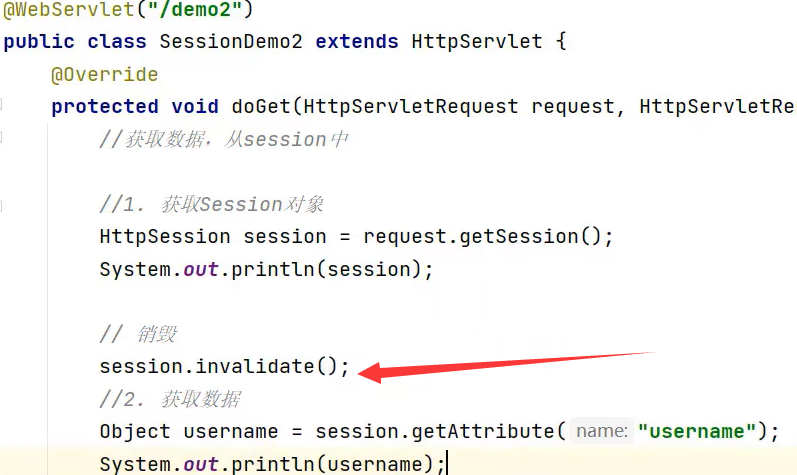 @WebServlet("/demo2")
public class SessionDemo2 extends HttpServlet {
@Override
protected void doGet(HttpServletRequest request, HttpServletRe
//获取数据，从session中
//1. 获取Session对象
HttpSession session = request.getSession();
System.out.println(session);
// 销毁
session.invalidate();
//2. 获取数据
Object username = session.getAttribute( name: "username");
System.out.println(username);